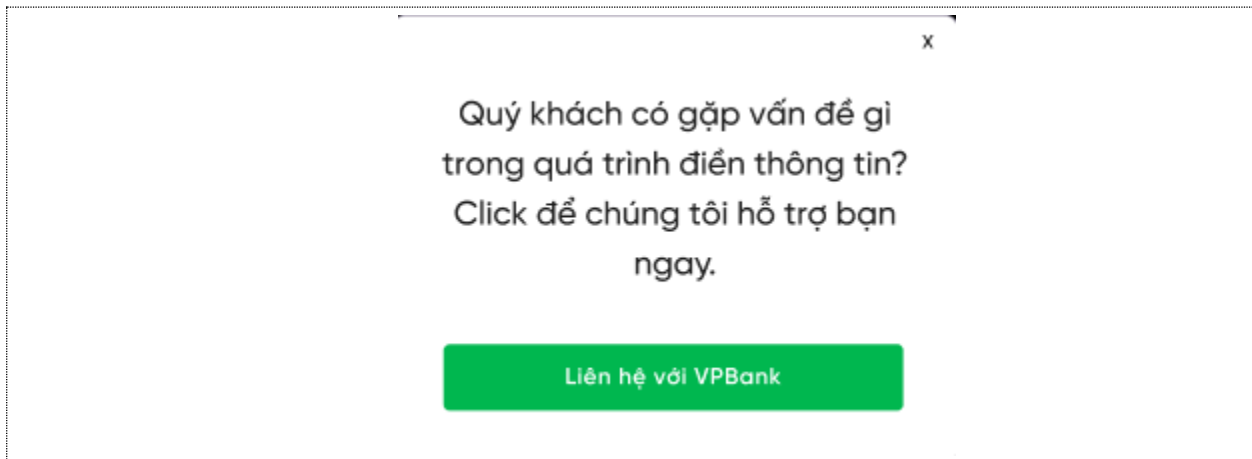 x
Quý khách có gặp vấn đề gì
trong quá trình điền thông tin?
Click để chúng tôi hỗ trợ bạn
ngay.
Liên hệ với VPBank